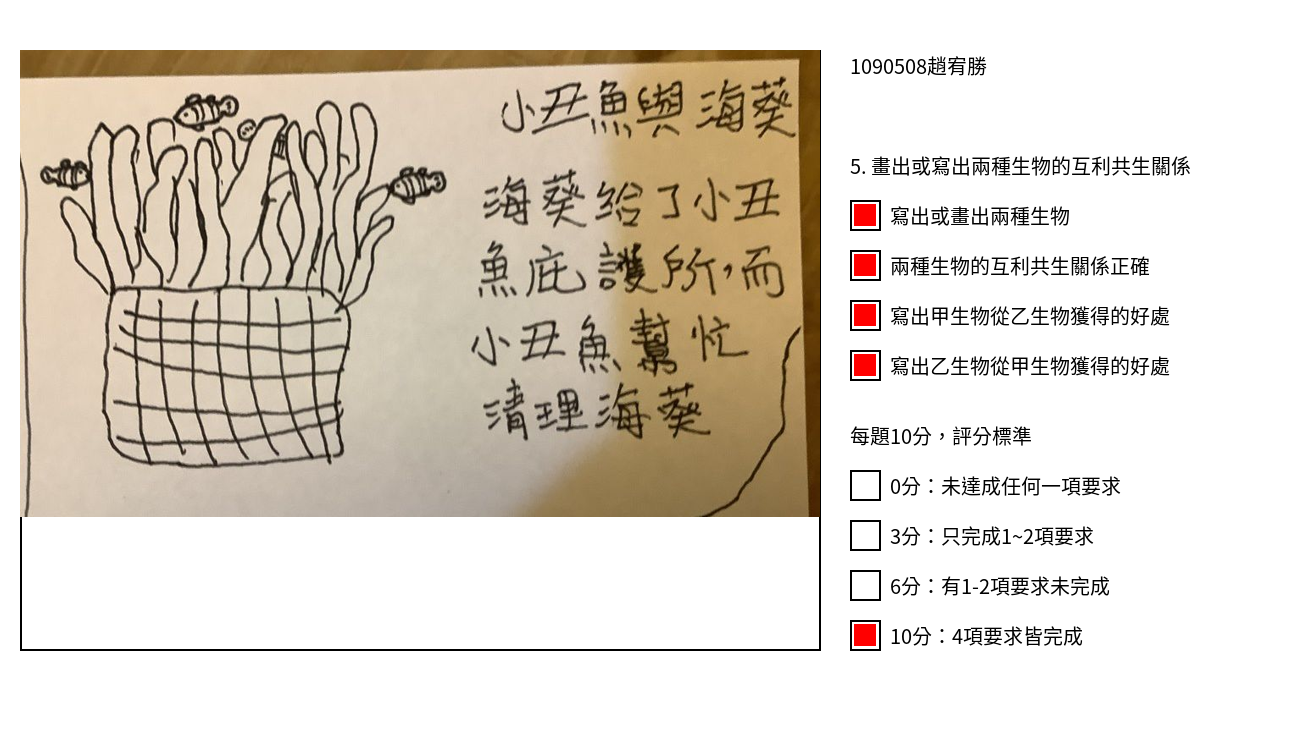 小丑魚與海葵
海葵給了小丑
魚庇護所,而
小丑魚幫忙
清理海葵
1090508趙宥勝
5. 畫出或寫出兩種生物的互利共生關係
寫出或畫出兩種生物
兩種生物的互利共生關係正確
寫出甲生物從乙生物獲得的好處
寫出乙生物從甲生物獲得的好處
每題10分，評分標準
0分：未達成任何一項要求
3分：只完成1~2項要求
6分：有1-2項要求未完成
10分：4項要求皆完成